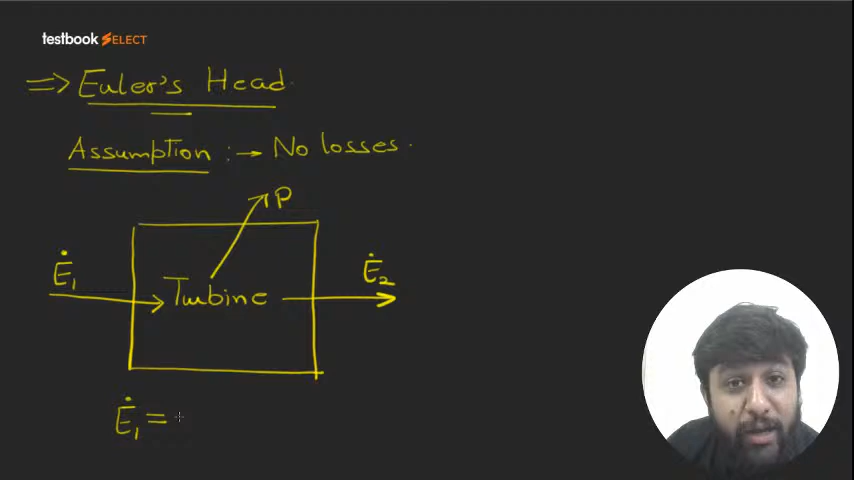 testbook SELECT
=> Euler's Head
Assumption :→ No losses.
P
Ė₁
Turbine
Ė₂
Ė₁ =